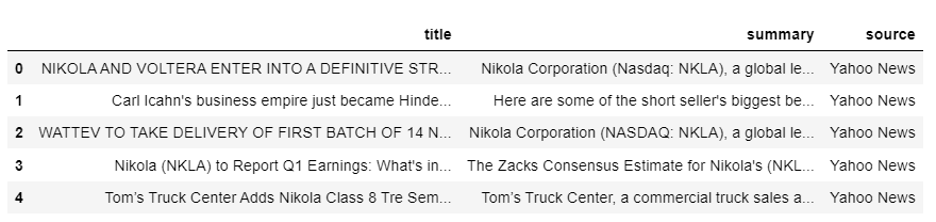 title summary source
0 NIKOLA AND VOLTERA ENTER INTO A DEFINITIVE STR... Nikola Corporation (Nasdaq: NKLA), a global le... Yahoo News
1 Carl Icahn's business empire just became Hinde... Here are some of the short seller's biggest be... Yahoo News
2 WATTEV TO TAKE DELIVERY OF FIRST BATCH OF 14 N... Nikola Corporation (NASDAQ: NKLA), a global le... Yahoo News
3 Nikola (NKLA) to Report Q1 Earnings: What's in... The Zacks Consensus Estimate for Nikola's (NKL... Yahoo News
4 Tom’s Truck Center Adds Nikola Class 8 Tre Sem... Tom’s Truck Center, a commercial truck sales a... Yahoo News